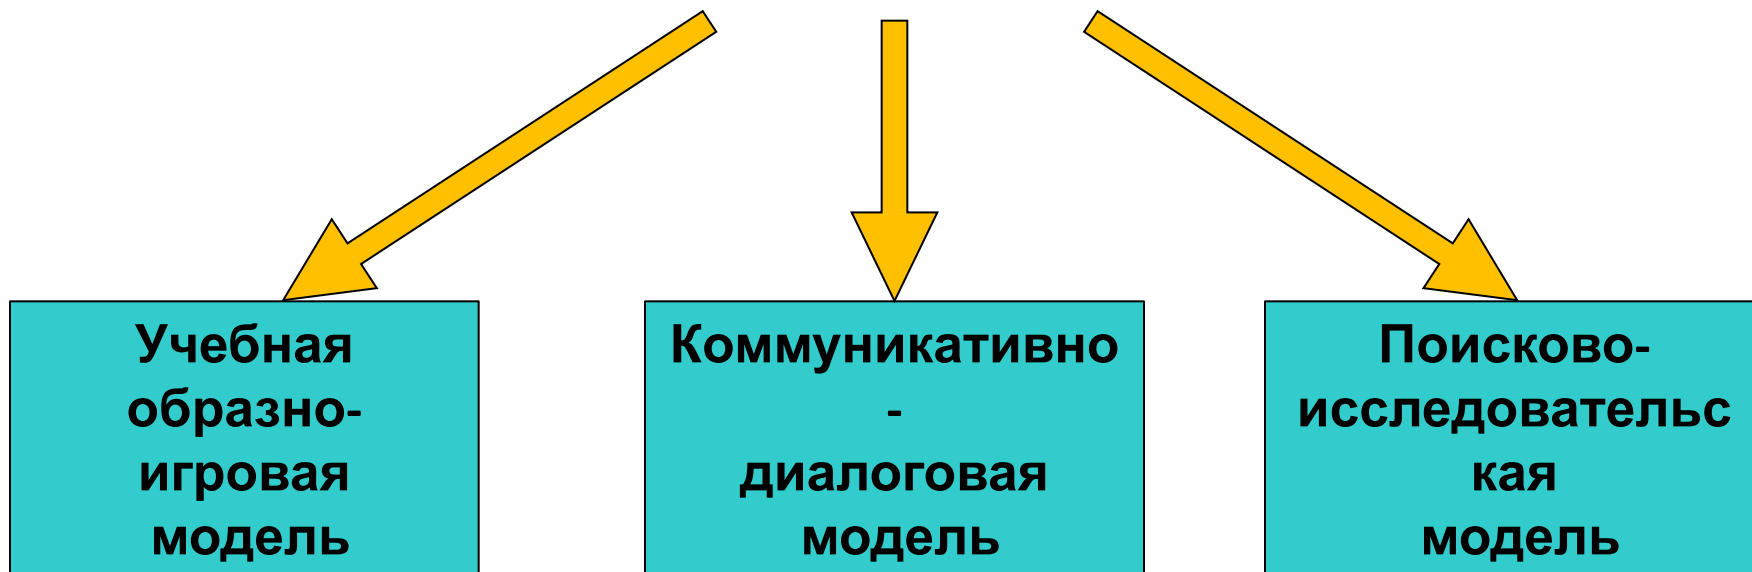 Учебная
образно-
игровая
модель
Коммуникативно
-
диалоговая
модель
Поисково-
исследовательс
кая
модель